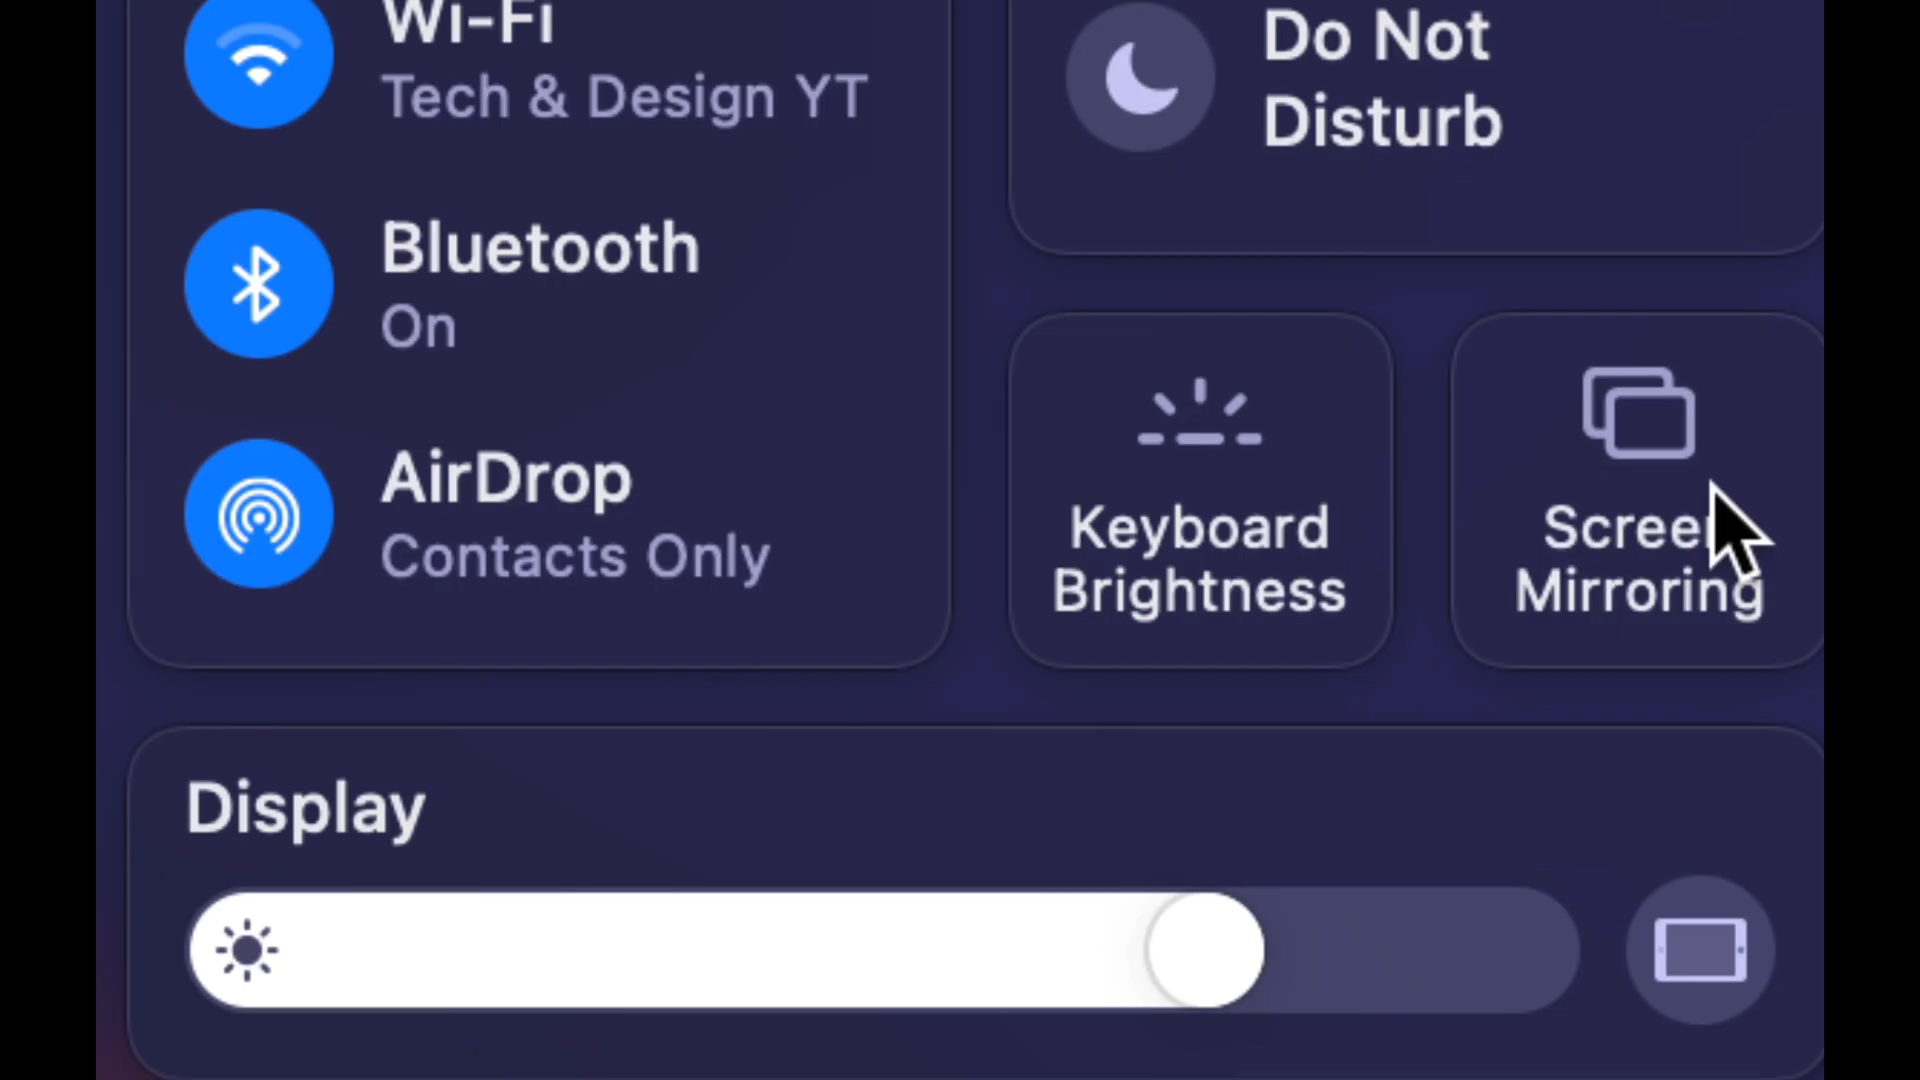 Wi-Fi
Tech & Design YT
Bluetooth
On
AirDrop
Contacts Only
Do Not
Disturb
Keyboard
Brightness
Screen
Mirroring
Display